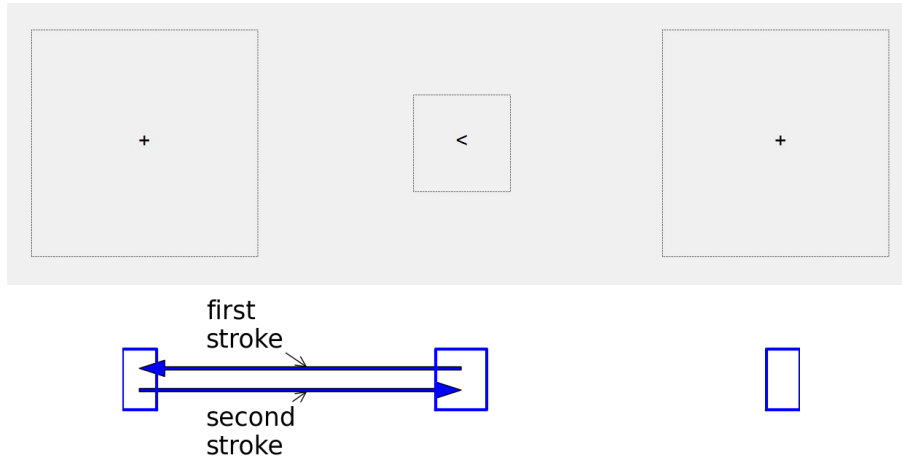 + < +
first
stroke
second
stroke